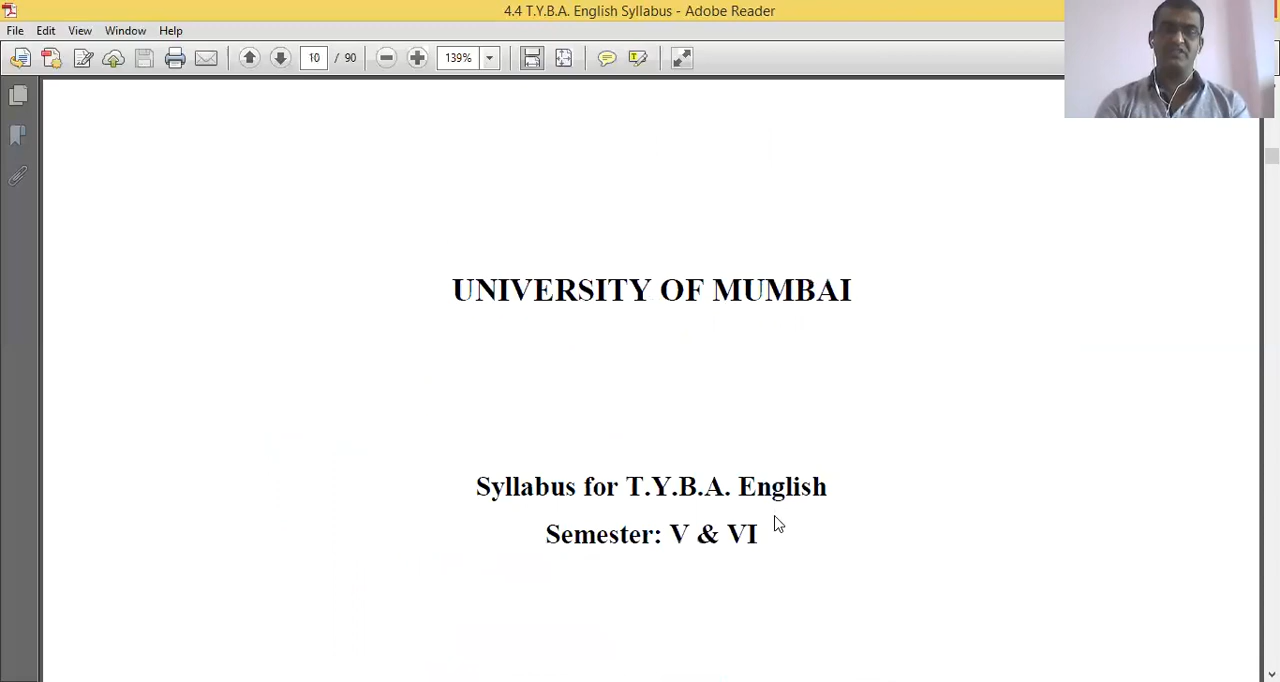 4.4 T.Y.B.A. English Syllabus - Adobe Reader
File Edit View Window Help
10 / 90 139%
UNIVERSITY OF MUMBAI
Syllabus for T.Y.B.A. English
Semester: V & VI